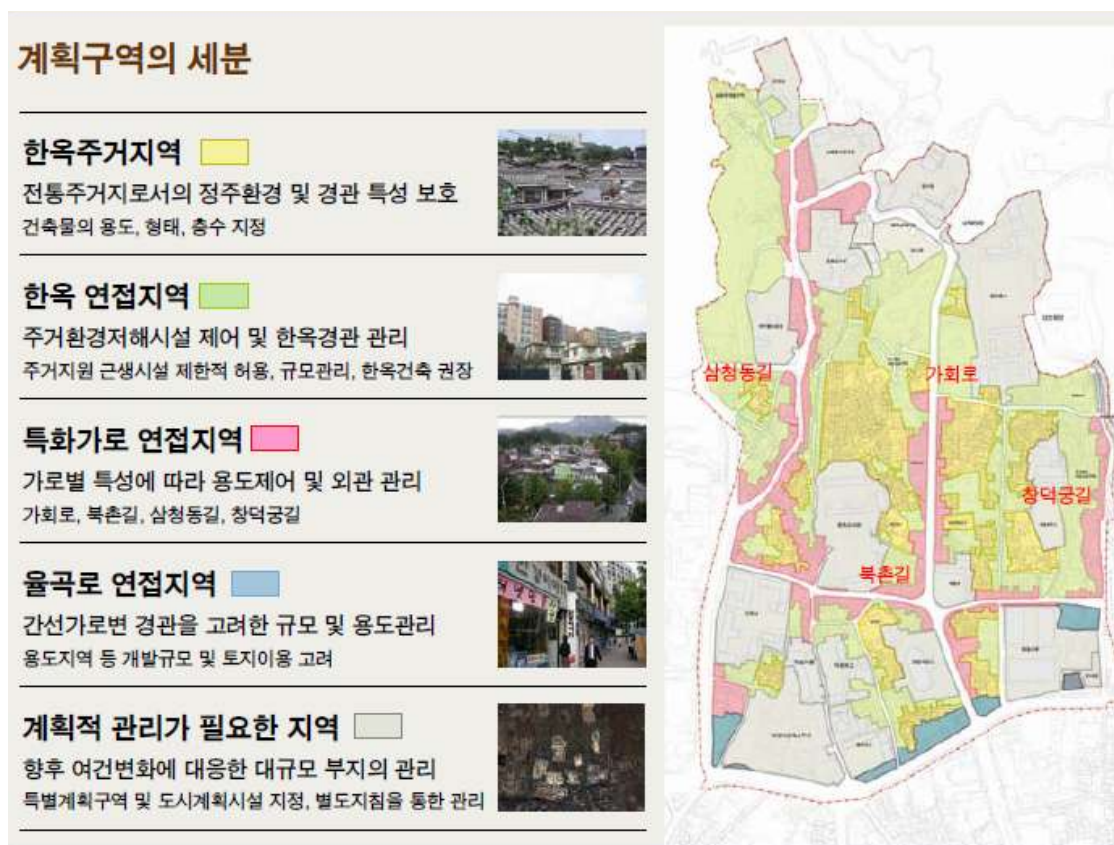 계획구역의 세분
한옥주거지역
전통주거지로서의 정주환경 및 경관 특성 보호
건축물의 용도, 형태, 층수 지정
한옥 연접지역
주거환경저해시설 제어 및 한옥경관 관리
주거지원 근생시설 제한적 허용, 규모관리, 한옥건축 권장
특화가로 연접지역
가로별 특성에 따라 용도제어 및 외관 관리
가회로, 북촌길, 삼청동길, 창덕궁길
율곡로 연접지역
간선가로변 경관을 고려한 규모 및 용도관리
용도지역 등 개발규모 및 토지이용 고려
계획적 관리가 필요한 지역
향후 여건변화에 대응한 대규모 부지의 관리
특별계획구역 및 도시계획시설 지정, 별도지침을 통한 관리
삼청동길
가회로
창덕궁길
북촌길